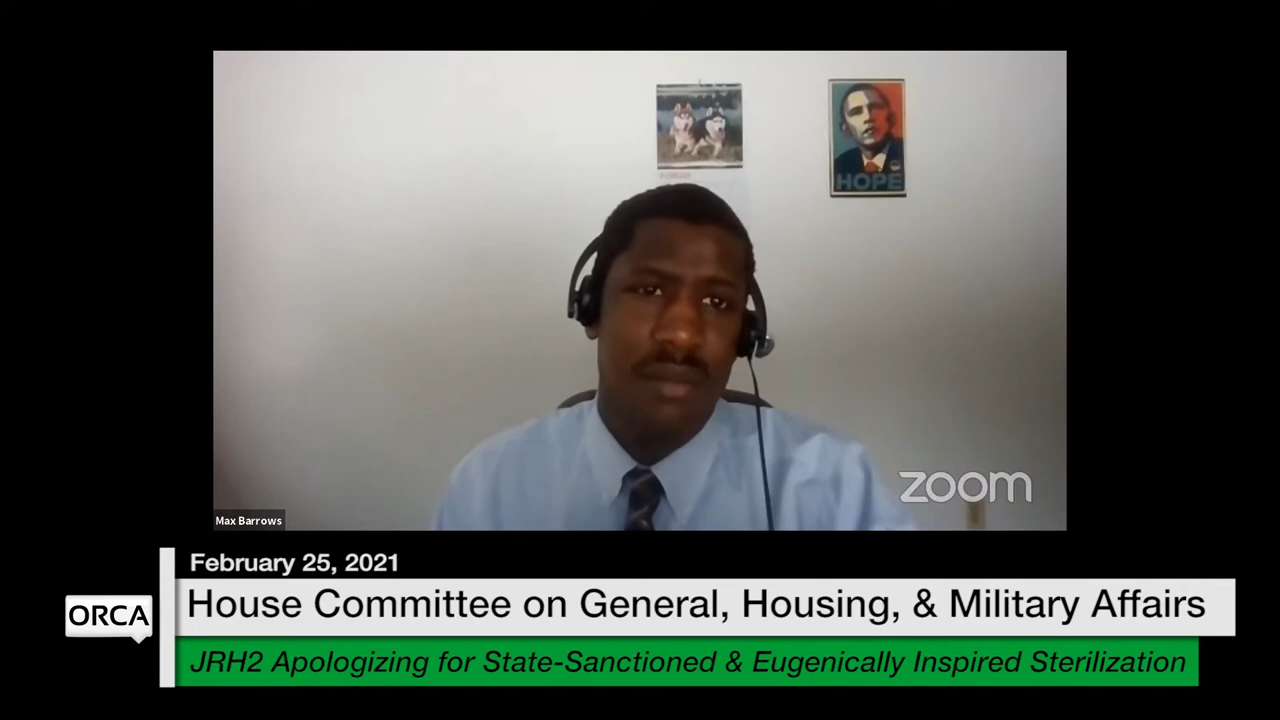 HOPE
zoom
Max Barrows
February 25, 2021
House Committee on General, Housing, & Military Affairs
ORCA
JRH2 Apologizing for State-Sanctioned & Eugenically Inspired Sterilization